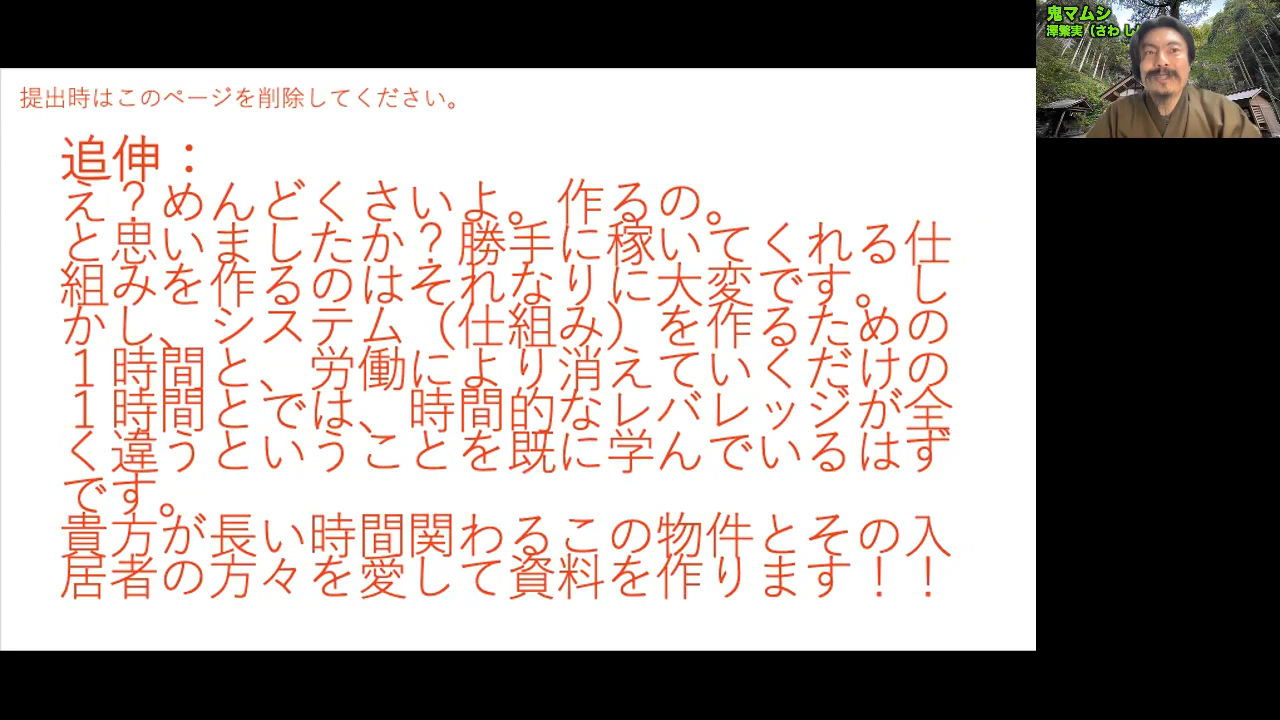 提出時はこのページを削除してください。
追伸：
え？めんどくさいよ。作るの。
と思いましたか？勝手に稼いてくれる仕
組みを作るのはそれなりに大変です。し
かし、システム（仕組み）を作るための
１時間と、労働により消えていくだけの
１時間とでは、時間的なレバレッジが全
く違うということを既に学んでいるはず
です。
貴方が長い時間関わるこの物件とその入
居者の方々を愛して資料を作ります！！
鬼マムシ
澤繁実（さわ し